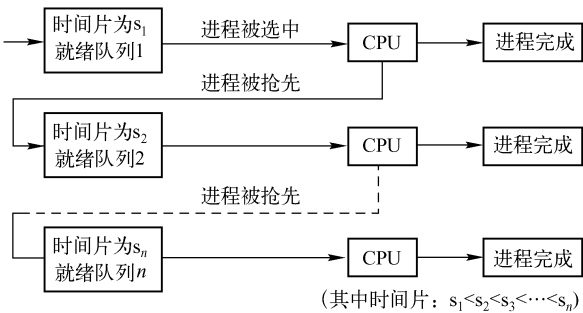 时间片为s1
就绪队列1
进程被选中
CPU
进程完成
进程被抢先
时间片为s2
就绪队列2
CPU
进程完成
进程被抢先
时间片为sn
就绪队列n
CPU
进程完成
(其中时间片：s1<s2<s3<…<sn)